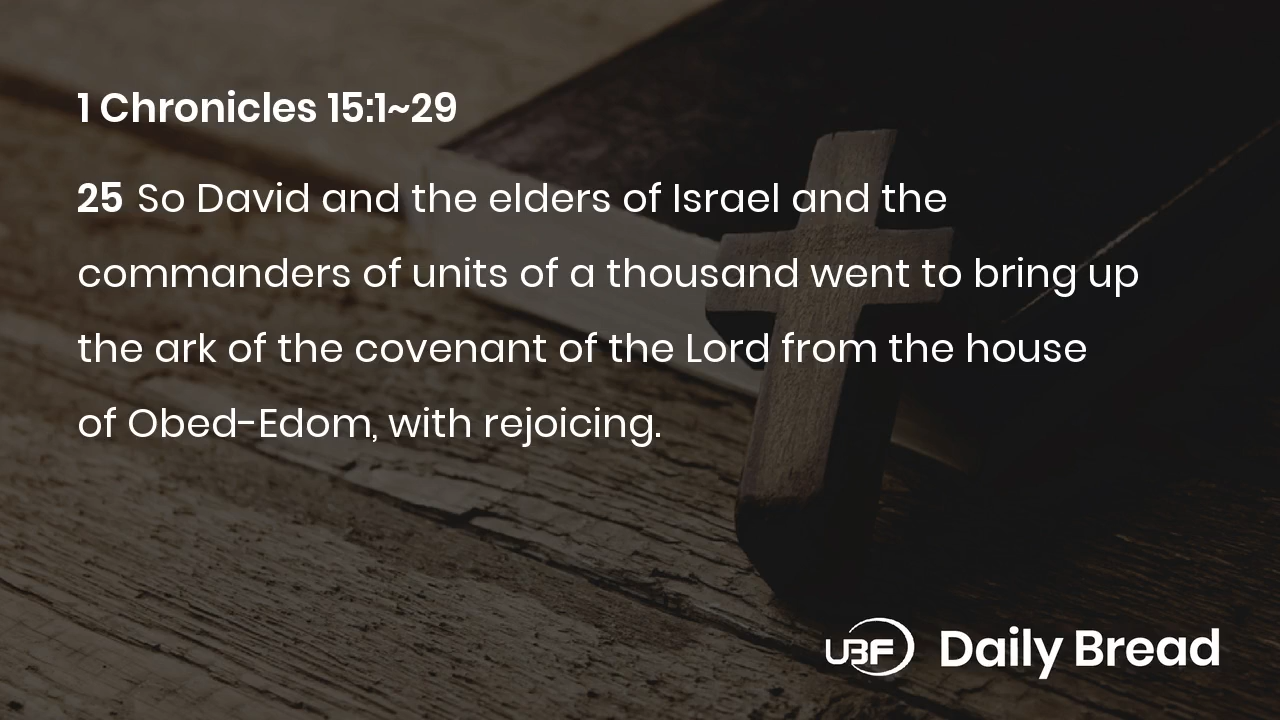 1 Chronicles 15:1~29
25 So David and the elders of Israel and the
commanders of units of a thousand went to bring up
the ark of the covenant of the Lord from the house
of Obed-Edom, with rejoicing.
UBF Daily Bread